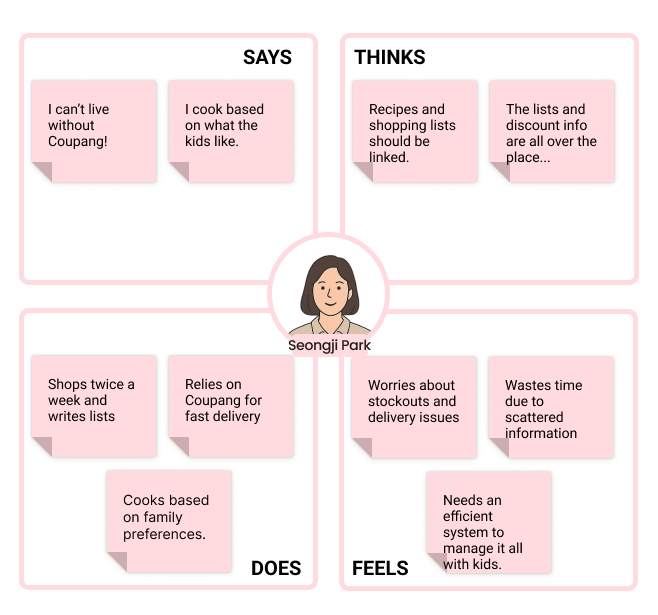 SAYS
I can’t live
without
Coupang!
I cook based
on what the
kids like.
THINKS
Recipes and
shopping lists
should be
linked.
The lists and
discount info
are all over the
place...
Seongji Park
Shops twice a
week and
writes lists
Relies on
Coupang for
fast delivery
Cooks based
on family
preferences.
DOES
Worries about
stockouts and
delivery issues
Wastes time
due to
scattered
information
Needs an
efficient
system to
manage it all
with kids.
FEELS